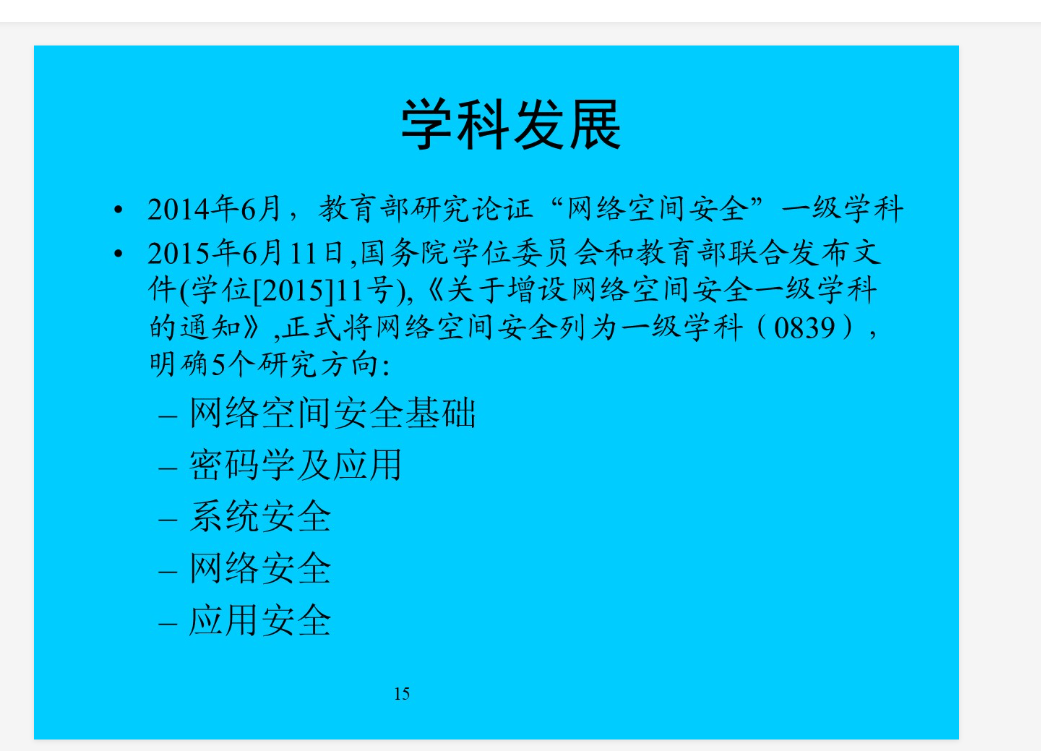 学科发展
• 2014年6月，教育部研究论证“网络空间安全”一级学科
• 2015年6月11日,国务院学位委员会和教育部联合发布文
件(学位[2015]11号),《关于增设网络空间安全一级学科
的通知》,正式将网络空间安全列为一级学科（0839），
明确5个研究方向:
– 网络空间安全基础
– 密码学及应用
– 系统安全
– 网络安全
– 应用安全
15